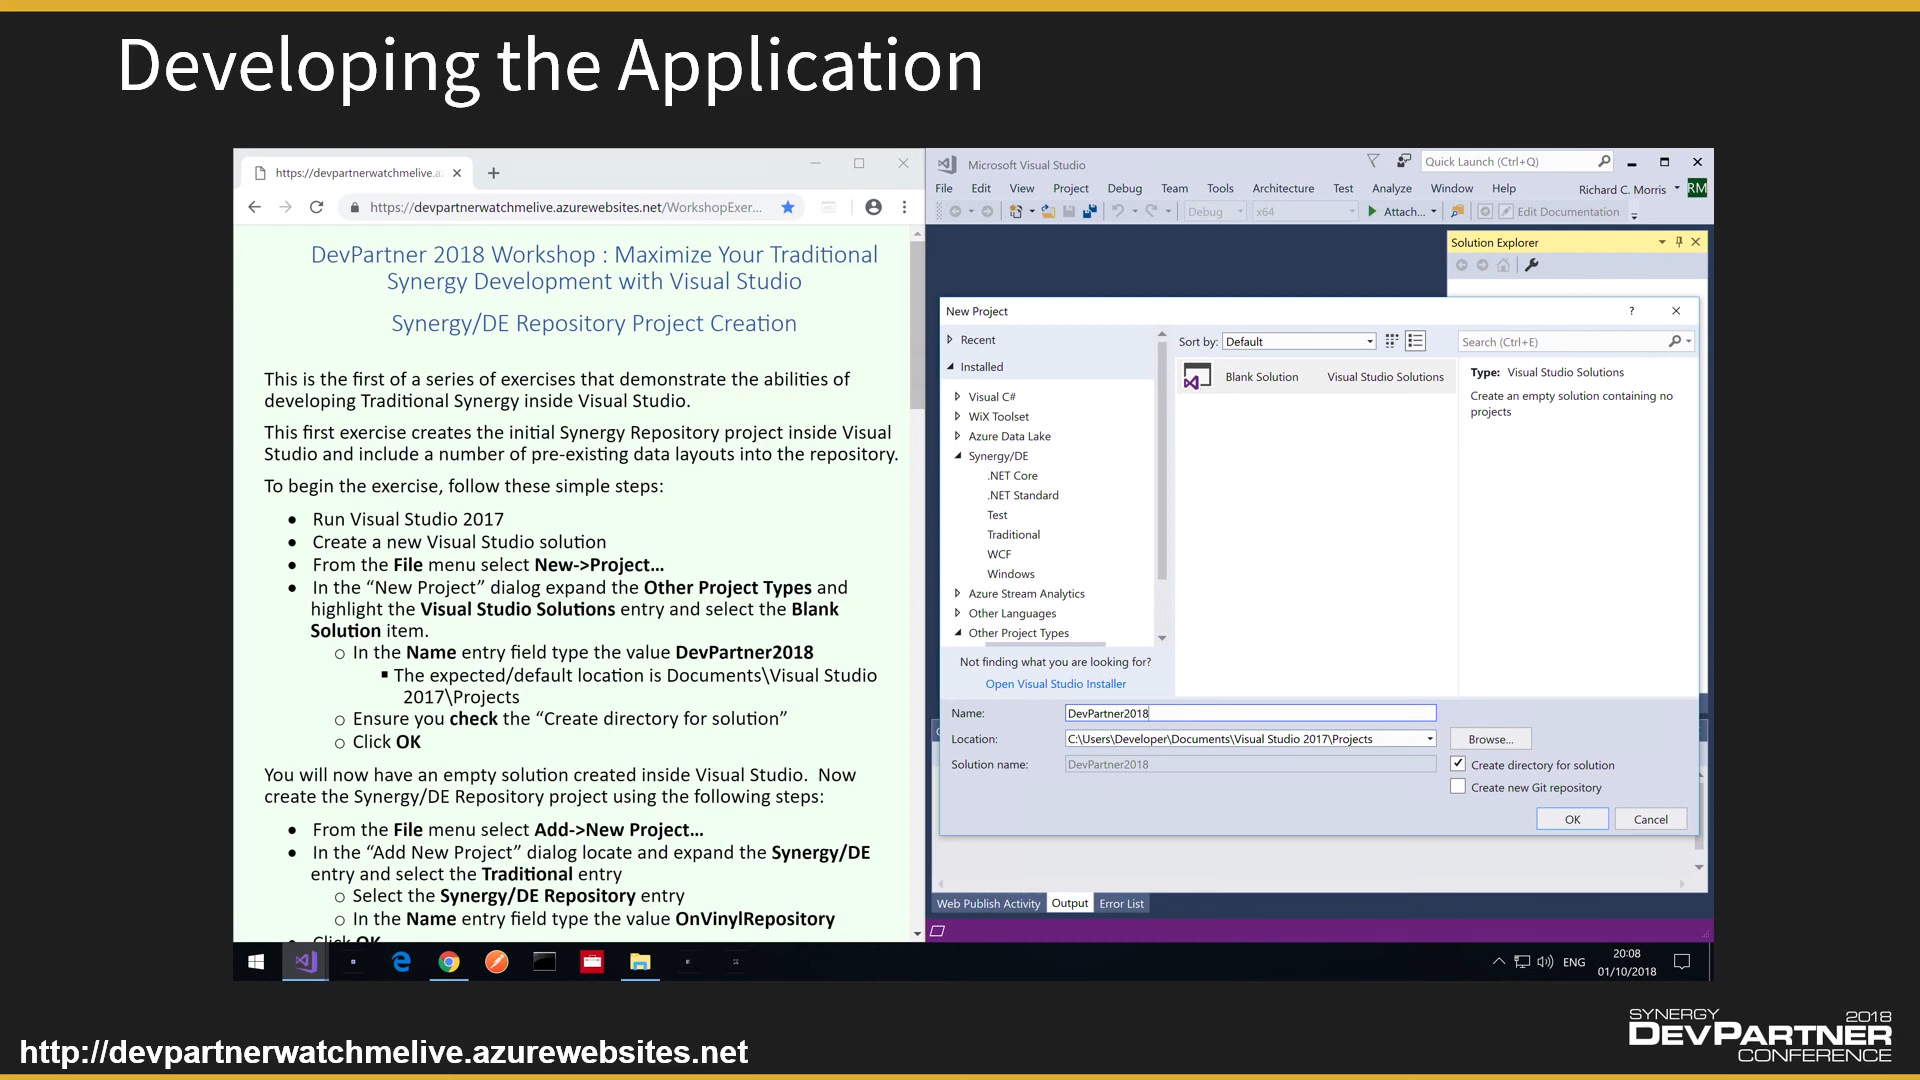 Developing the Application
https://devpartnerwatchmelive.a
https://devpartnerwatchmelive.azurewebsites.net/WorkshopExer...
DevPartner 2018 Workshop : Maximize Your Traditional
Synergy Development with Visual Studio
Synergy/DE Repository Project Creation
This is the first of a series of exercises that demonstrate the abilities of
developing Traditional Synergy inside Visual Studio.
This first exercise creates the initial Synergy Repository project inside Visual
Studio and include a number of pre-existing data layouts into the repository.
To begin the exercise, follow these simple steps:
• Run Visual Studio 2017
• Create a new Visual Studio solution
• From the File menu select New->Project...
• In the “New Project” dialog expand the Other Project Types and
highlight the Visual Studio Solutions entry and select the Blank
Solution item.
o In the Name entry field type the value DevPartner2018
▪ The expected/default location is Documents\Visual Studio
2017\Projects
o Ensure you check the “Create directory for solution”
o Click OK
You will now have an empty solution created inside Visual Studio. Now
create the Synergy/DE Repository project using the following steps:
• From the File menu select Add->New Project...
• In the “Add New Project” dialog locate and expand the Synergy/DE
entry and select the Traditional entry
o Select the Synergy/DE Repository entry
o In the Name entry field type the value OnVinylRepository
• Click OK
Microsoft Visual Studio
Quick Launch (Ctrl+Q)
File Edit View Project Debug Team Tools Architecture Test Analyze Window Help Richard C. Morris RM
Debug x64 Attach... Edit Documentation
Solution Explorer
New Project ?
Recent
Installed
Visual C#
WiX Toolset
Azure Data Lake
Synergy/DE
.NET Core
.NET Standard
Test
Traditional
WCF
Windows
Azure Stream Analytics
Other Languages
Other Project Types
Not finding what you are looking for?
Open Visual Studio Installer
Sort by: Default
Blank Solution Visual Studio Solutions
Search (Ctrl+E)
Type: Visual Studio Solutions
Create an empty solution containing no
projects
Name: DevPartner2018
Location: C:\Users\Developer\Documents\Visual Studio 2017\Projects Browse...
Solution name: DevPartner2018
Create directory for solution
Create new Git repository
OK Cancel
Web Publish Activity Output Error List
ENG
20:08
01/10/2018
http://devpartnerwatchmelive.azurewebsites.net
SYNERGY 2018
DEVPARTNER
CONFERENCE